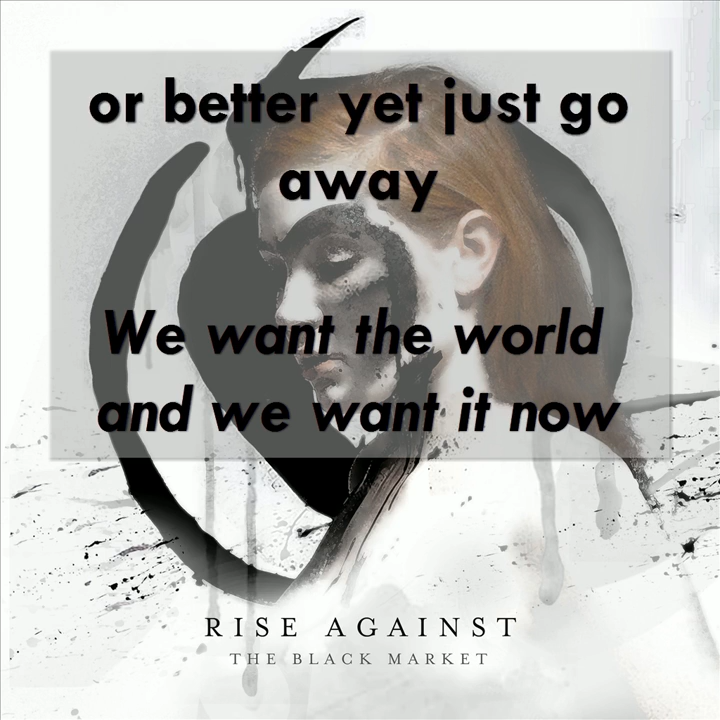 or better yet just go
away
We want the world
and we want it now
RISE AGAINST
THE BLACK MARKET